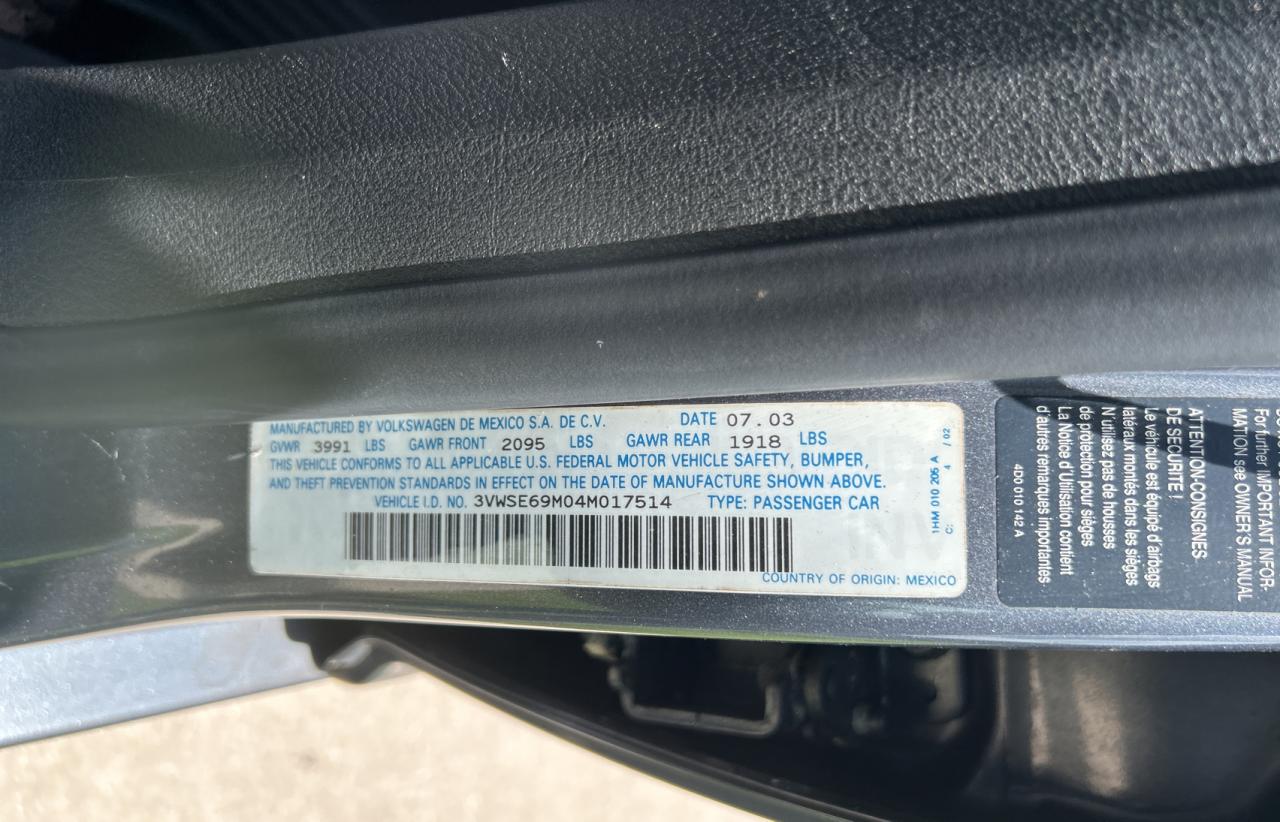 MANUFACTURED BY VOLKSWAGEN DE MEXICO S.A. DE C.V. DATE 07.03
GVWR 3991 LBS GAWR FRONT 2095 LBS GAWR REAR 1918 LBS
THIS VEHICLE CONFORMS TO ALL APPLICABLE U.S. FEDERAL MOTOR VEHICLE SAFETY, BUMPER,
AND THEFT PREVENTION STANDARDS IN EFFECT ON THE DATE OF MANUFACTURE SHOWN ABOVE.
VEHICLE I.D. NO. 3VWSE69M04M017514 TYPE: PASSENGER CAR
COUNTRY OF ORIGIN: MEXICO
1HM 010 205 A
C: 4 / 02
For further IMPORTANT INFOR-
MATION see OWNER'S MANUAL
ATTENTION-CONSIGNES
DE SECURITE !
Le véhicule est équipé d'airbags
latéraux montés dans les sièges
N'utilisez pas de housses
de protection pour sièges
La Notice d'Utilisation contient
d'autres remarques importantes.
4D0 010 142 A